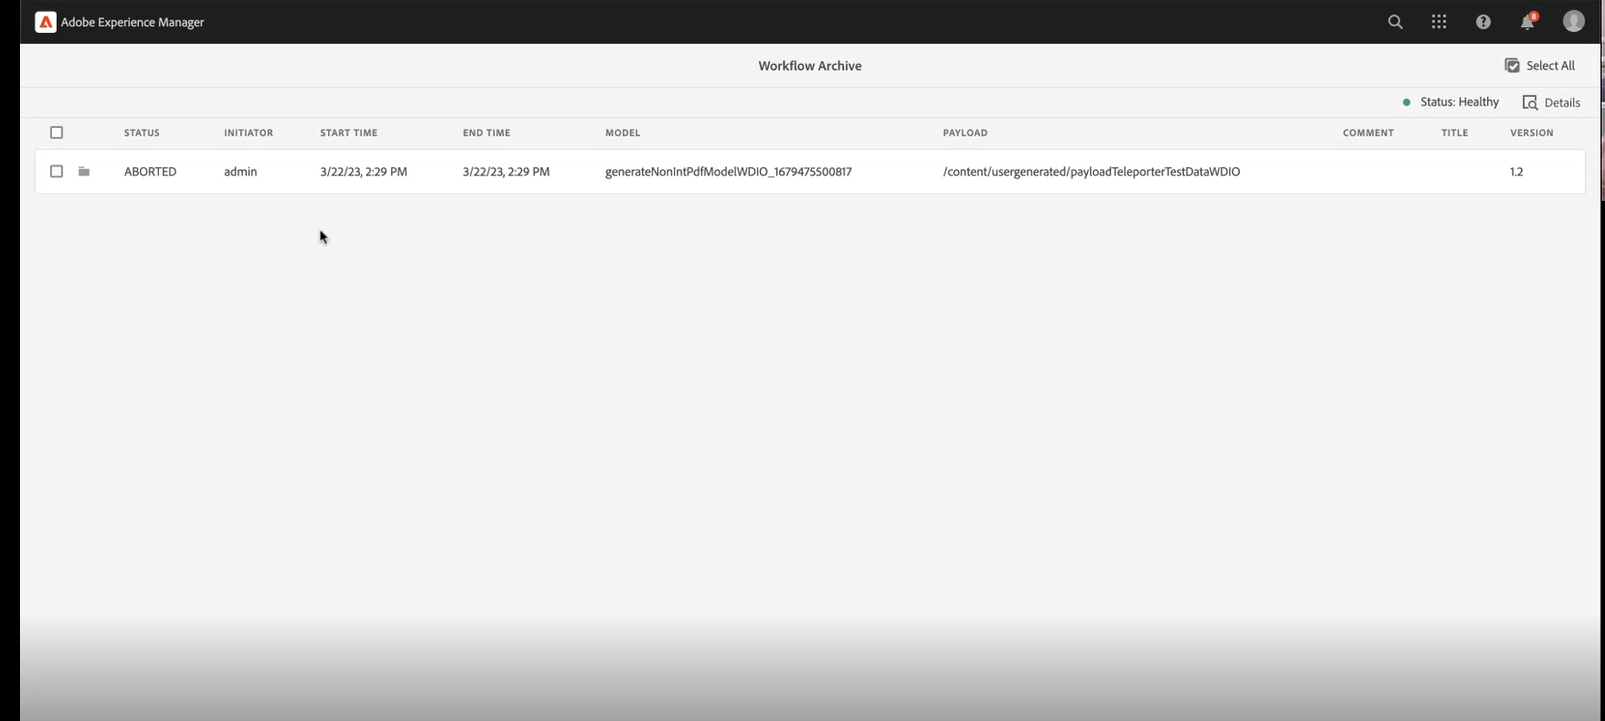 Adobe Experience Manager
8
Workflow Archive
Select All
Status: Healthy Details
STATUS INITIATOR START TIME END TIME MODEL PAYLOAD COMMENT TITLE VERSION
ABORTED admin 3/22/23, 2:29 PM 3/22/23, 2:29 PM generateNonIntPdfModelWDIO_1679475500817 /content/usergenerated/payloadTeleporterTestDataWDIO 1.2